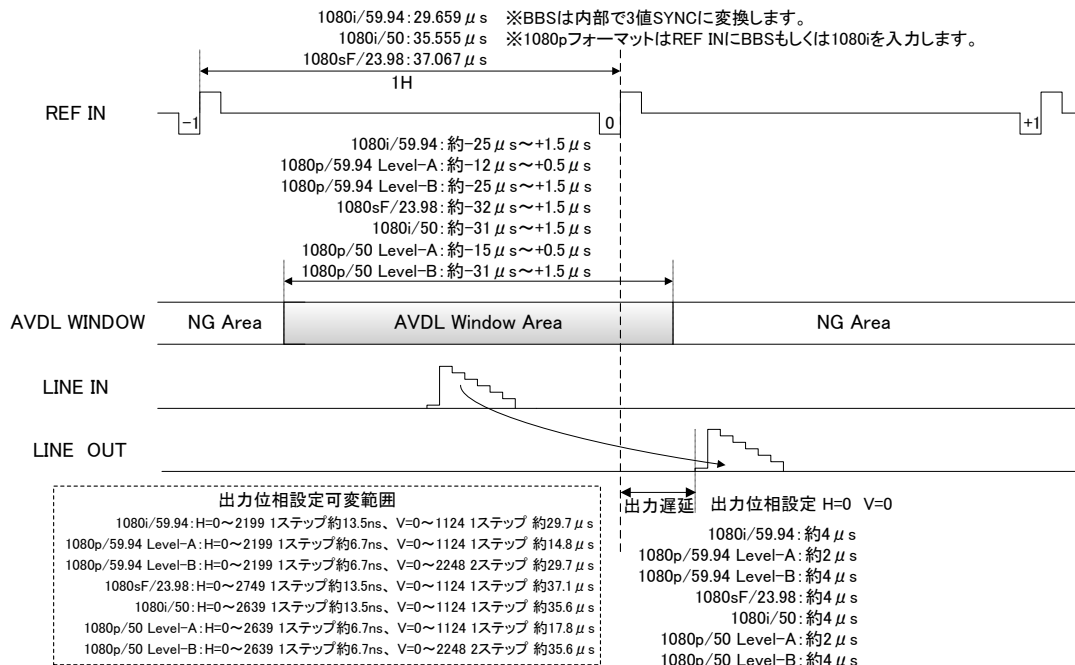 1080i/59.94:29.659μs ※BBSは内部で3値SYNCに変換します。
1080i/50:35.555μs ※1080pフォーマットはREF INにBBSもしくは1080iを入力します。
1080sF/23.98:37.067μs
1H
REF IN
-1
0
+1
1080i/59.94:約-25μs～+1.5μs
1080p/59.94 Level-A:約-12μs～+0.5μs
1080p/59.94 Level-B:約-25μs～+1.5μs
1080sF/23.98:約-32μs～+1.5μs
1080i/50:約-31μs～+1.5μs
1080p/50 Level-A:約-15μs～+0.5μs
1080p/50 Level-B:約-31μs～+1.5μs
AVDL WINDOW
NG Area
AVDL Window Area
NG Area
LINE IN
LINE OUT
出力遅延
出力位相設定 H=0 V=0
出力位相設定可変範囲
1080i/59.94:H=0～2199 1ステップ約13.5ns、V=0～1124 1ステップ 約29.7μs
1080p/59.94 Level-A:H=0～2199 1ステップ約6.7ns、V=0～1124 1ステップ 約14.8μs
1080p/59.94 Level-B:H=0～2199 1ステップ約6.7ns、V=0～2248 2ステップ 約29.7μs
1080sF/23.98:H=0～2749 1ステップ約13.5ns、V=0～1124 1ステップ 約37.1μs
1080i/50:H=0～2639 1ステップ約13.5ns、V=0～1124 1ステップ 約35.6μs
1080p/50 Level-A:H=0～2639 1ステップ約6.7ns、V=0～1124 1ステップ 約17.8μs
1080p/50 Level-B:H=0～2639 1ステップ約6.7ns、V=0～2248 2ステップ 約35.6μs
1080i/59.94:約4μs
1080p/59.94 Level-A:約2μs
1080p/59.94 Level-B:約4μs
1080sF/23.98:約4μs
1080i/50:約4μs
1080p/50 Level-A:約2μs
1080p/50 Level-B:約4μs